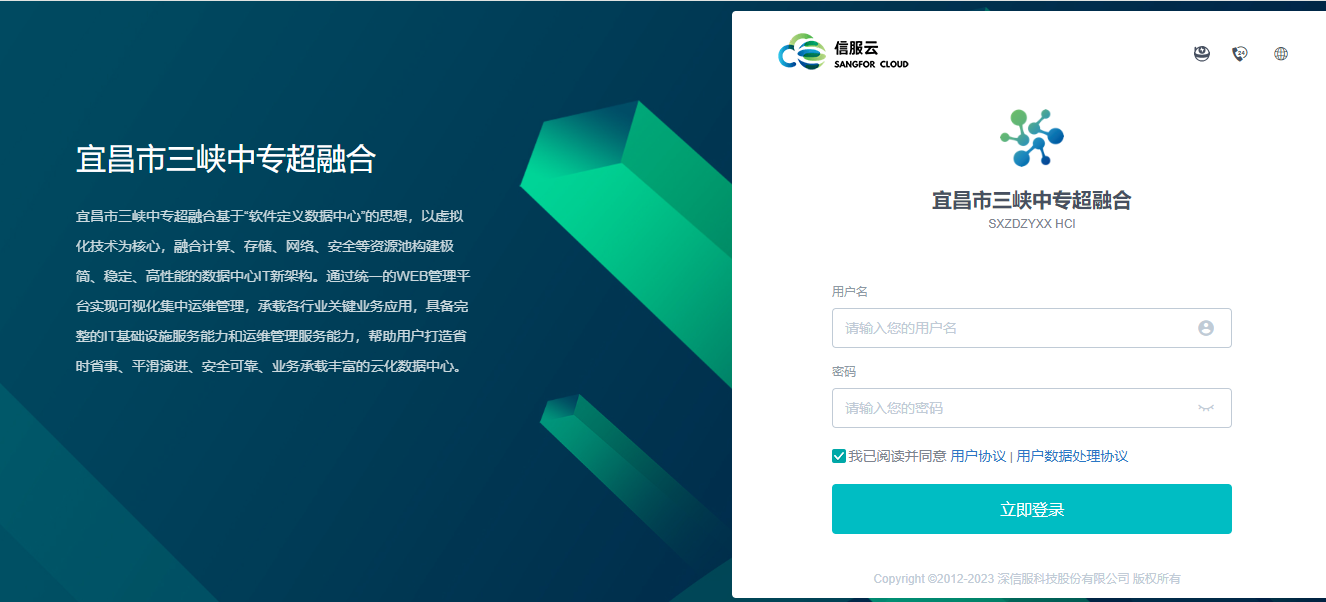 宜昌市三峡中专超融合
宜昌市三峡中专超融合基于“软件定义数据中心”的思想，以虚拟
化技术为核心，融合计算、存储、网络、安全等资源池构建极
简、稳定、高性能的数据中心IT新架构。通过统一的WEB管理平
台实现可视化集中运维管理，承载各行业关键业务应用，具备完
整的IT基础设施服务能力和运维管理服务能力，帮助用户打造省
时省事、平滑演进、安全可靠、业务承载丰富的云化数据中心。
信服云
SANGFOR CLOUD
24
宜昌市三峡中专超融合
SXZDZYXX HCI
用户名
请输入您的用户名
密码
请输入您的密码
我已阅读并同意 用户协议 | 用户数据处理协议
立即登录
Copyright ©2012-2023 深信服科技股份有限公司 版权所有